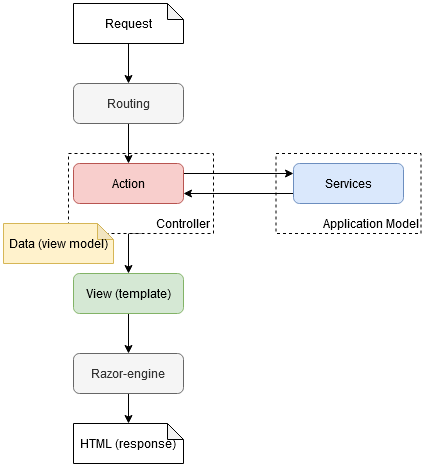 Request
Routing
Action
Services
Controller
Application Model
Data (view model)
View (template)
Razor-engine
HTML (response)